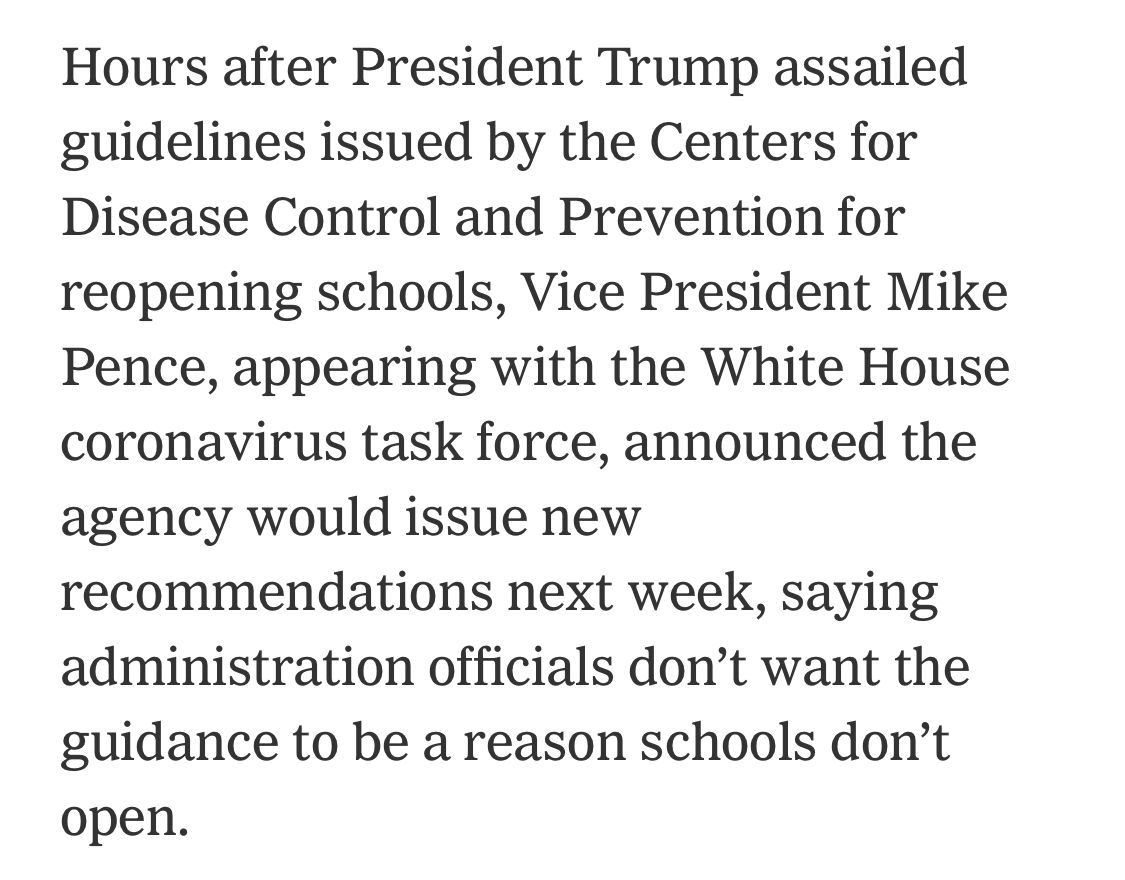 Hours after President Trump assailed
guidelines issued by the Centers for
Disease Control and Prevention for
reopening schools, Vice President Mike
Pence, appearing with the White House
coronavirus task force, announced the
agency would issue new
recommendations next week, saying
administration officials don’t want the
guidance to be a reason schools don’t
open.